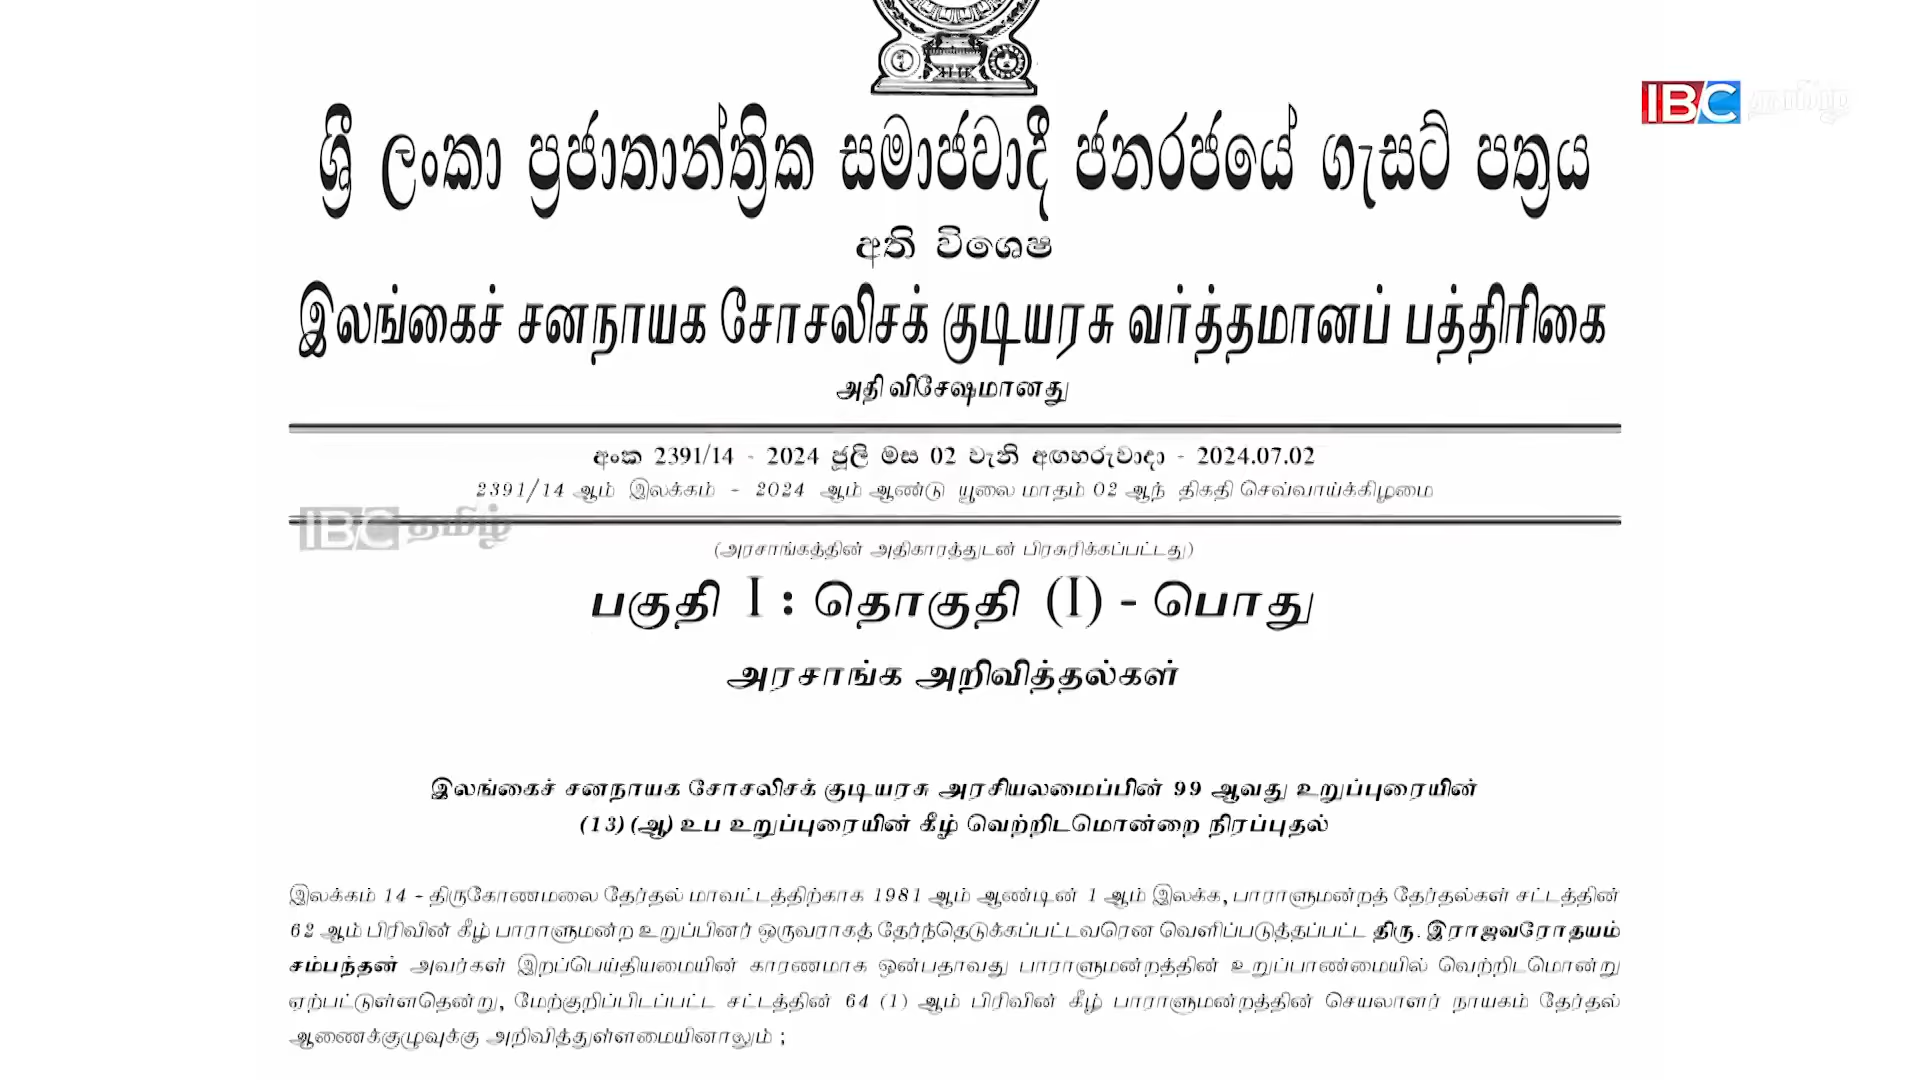 IBC தமிழ்
ශ්‍රී ලංකා ප්‍රජාතාන්ත්‍රික සමාජවාදී ජනරජයේ ගැසට් පත්‍රය
අති විශෙෂ
இலங்கைச் சனநாயக சோசலிசக் குடியரசு வர்த்தமானப் பத்திரிகை
அதி விசேஷமானது
අංක 2391/14 - 2024 ජූලි මස 02 වැනි අඟහරුවාදා - 2024.07.02
2391/14 ஆம் இலக்கம் - 2024 ஆம் ஆண்டு யூலை மாதம் 02 ஆந் திகதி செவ்வாய்க்கிழமை
IBC தமிழ்
(அரசாங்கத்தின் அதிகாரத்துடன் பிரசுரிக்கப்பட்டது)
பகுதி I : தொகுதி (I) - பொது
அரசாங்க அறிவித்தல்கள்
இலங்கைச் சனநாயக சோசலிசக் குடியரசு அரசியலமைப்பின் 99 ஆவது உறுப்புரையின்
(13) (ஆ) உப உறுப்புரையின் கீழ் வெற்றிடமொன்றை நிரப்புதல்
இலக்கம் 14 - திருகோணமலை தேர்தல் மாவட்டத்திற்காக 1981 ஆம் ஆண்டின் 1 ஆம் இலக்க, பாராளுமன்றத் தேர்தல்கள் சட்டத்தின்
62 ஆம் பிரிவின் கீழ் பாராளுமன்ற உறுப்பினர் ஒருவராகத் தேர்ந்தெடுக்கப்பட்டவரென வெளிப்படுத்தப்பட்ட திரு. இராஜவரோதயம்
சம்பந்தன் அவர்கள் இறப்பெய்தியமையின் காரணமாக ஒன்பதாவது பாராளுமன்றத்தின் உறுப்பாண்மையில் வெற்றிடமொன்று
ஏற்பட்டுள்ளதென்று, மேற்குறிப்பிடப்பட்ட சட்டத்தின் 64 (1) ஆம் பிரிவின் கீழ் பாராளுமன்றத்தின் செயலாளர் நாயகம் தேர்தல்
ஆணைக்குழுவுக்கு அறிவித்துள்ளமையினாலும் ;